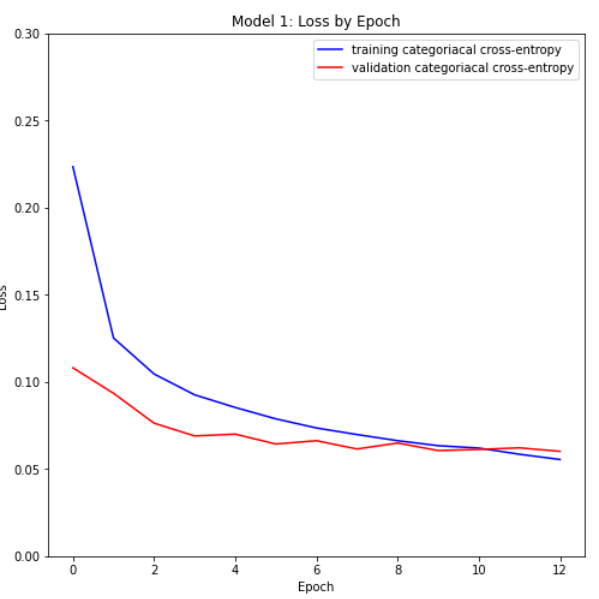 Model 1: Loss by Epoch
training categoriacal cross-entropy
validation categoriacal cross-entropy
0.30
0.25
0.20
0.15
0.10
0.05
0.00
Loss
0 2 4 6 8 10 12
Epoch